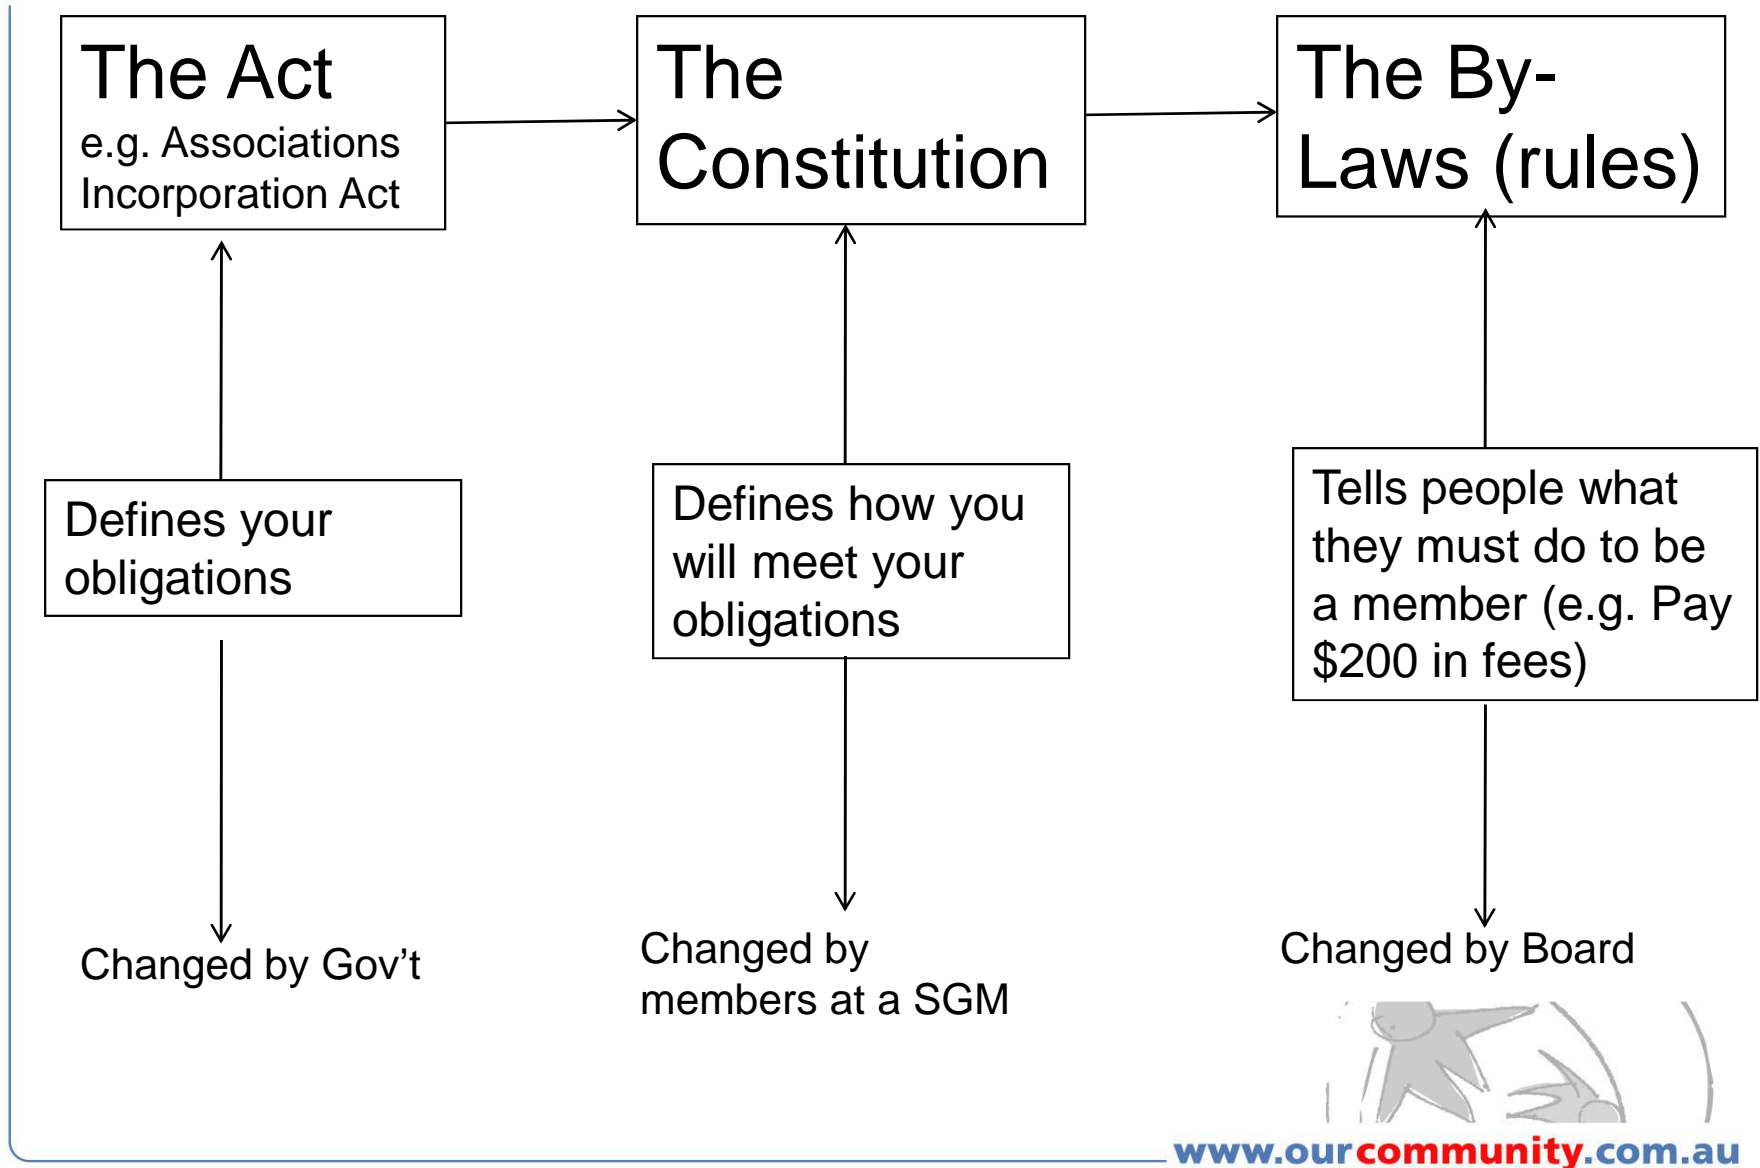 The Act
e.g. Associations
Incorporation Act
The
Constitution
The By-
Laws (rules)
Defines your
obligations
Defines how you
will meet your
obligations
Tells people what
they must do to be
a member (e.g. Pay
$200 in fees)
Changed by Gov’t
Changed by
members at a SGM
Changed by Board
www.ourcommunity.com.au